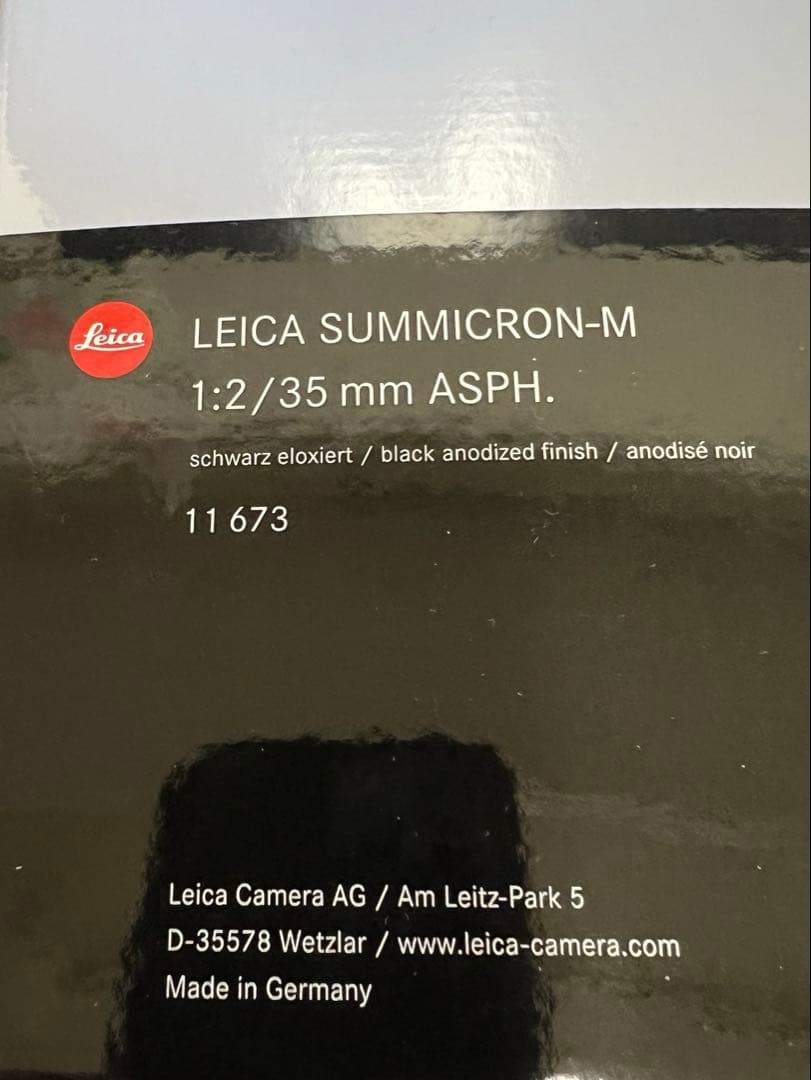 Leica
LEICA SUMMICRON-M
1:2/35 mm ASPH.
schwarz eloxiert / black anodized finish / anodisé noir
11 673
Leica Camera AG / Am Leitz-Park 5
D-35578 Wetzlar / www.leica-camera.com
Made in Germany